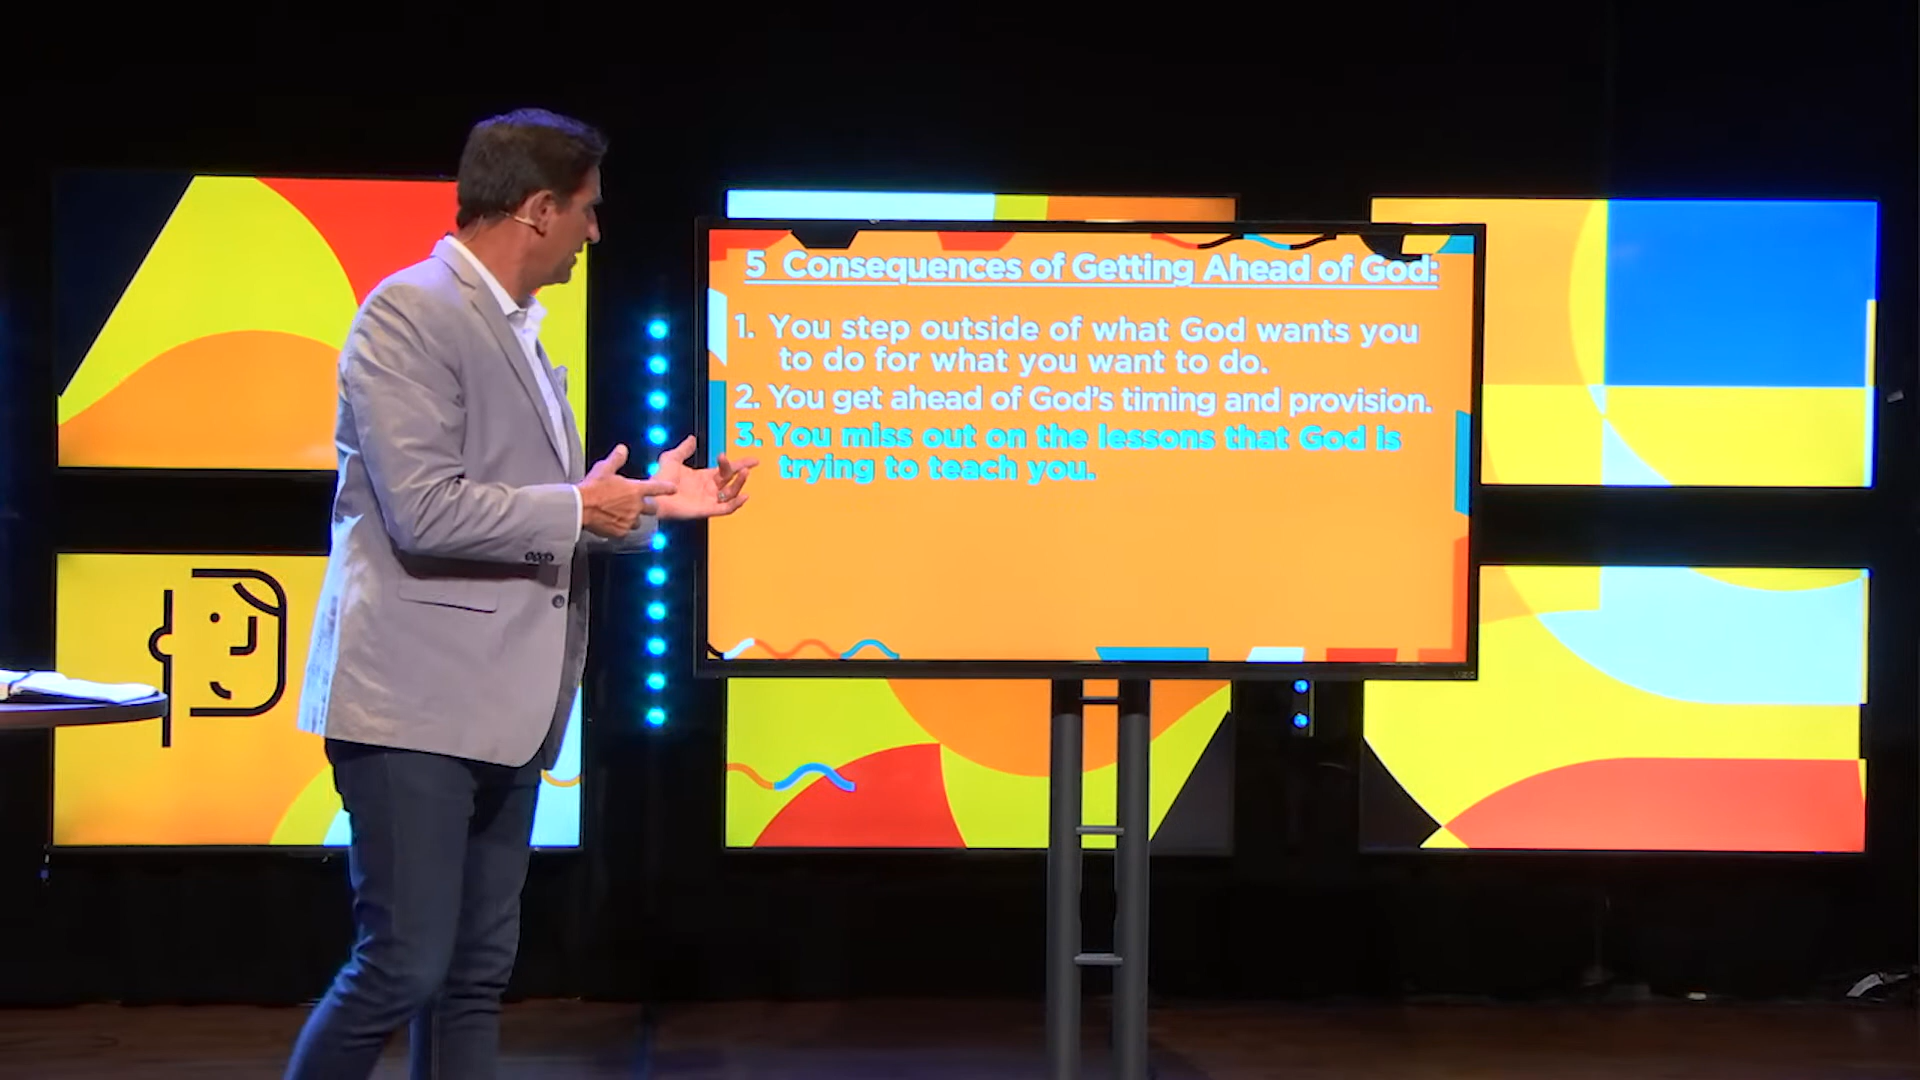 5 Consequences of Getting Ahead of God:
1. You step outside of what God wants you
to do for what you want to do.
2. You get ahead of God's timing and provision.
3. You miss out on the lessons that God is
trying to teach you.